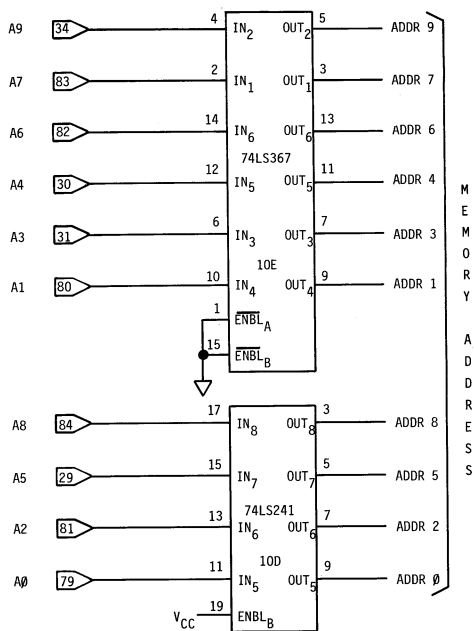 A9 34 4 IN2 OUT2 5 ADDR 9
A7 83 2 IN1 OUT1 3 ADDR 7
A6 82 14 IN6 OUT6 13 ADDR 6
74LS367
A4 30 12 IN5 OUT5 11 ADDR 4
A3 31 6 IN3 OUT3 7 ADDR 3
10E
A1 80 10 IN4 OUT4 9 ADDR 1
1 ENBLA
15 ENBLB
A8 84 17 IN8 OUT8 3 ADDR 8
A5 29 15 IN7 OUT7 5 ADDR 5
74LS241
A2 81 13 IN6 OUT6 7 ADDR 2
10D
AØ 79 11 IN5 OUT5 9 ADDR Ø
VCC 19 ENBLB
MEMORY ADDRESS